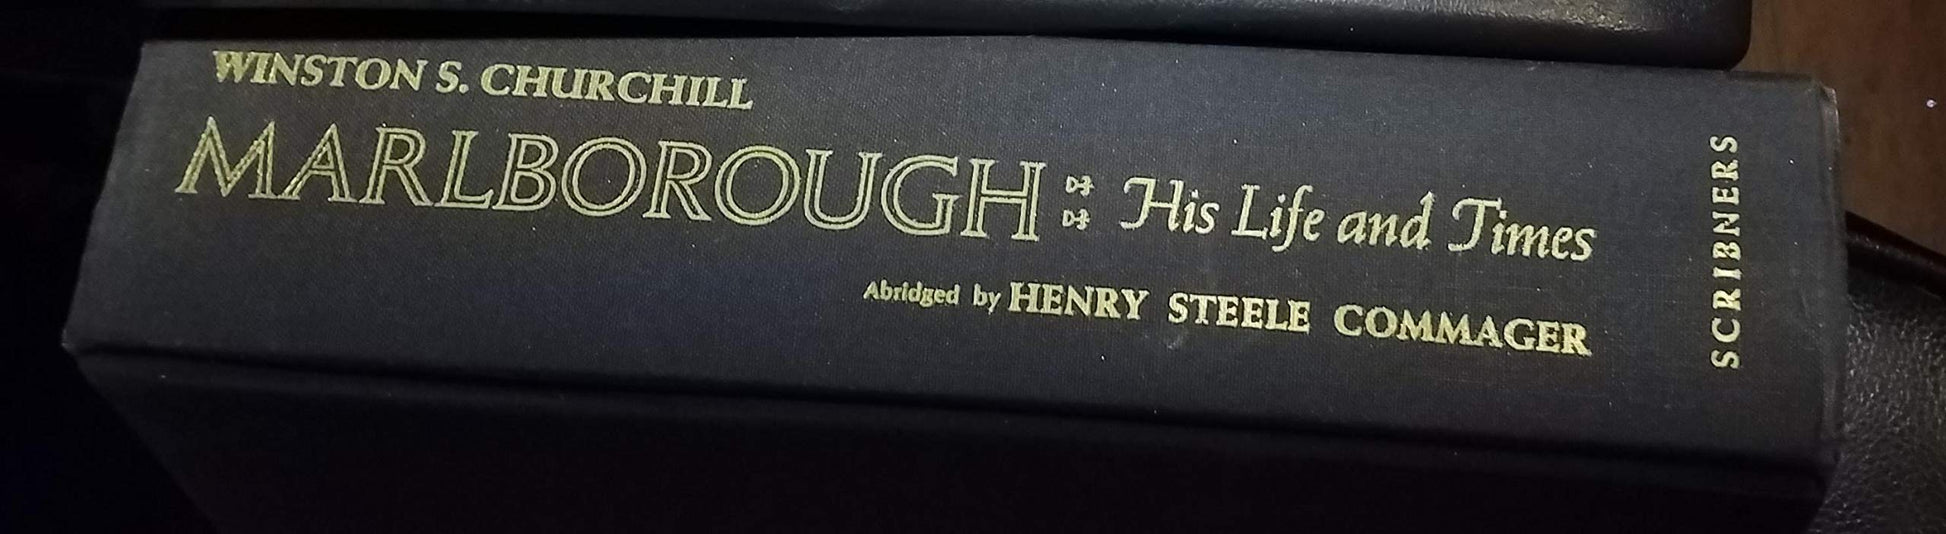 WINSTON S. CHURCHILL
MARLBOROUGH: His Life and Times
Abridged by HENRY STEELE COMMAGER
SCRIBNERS